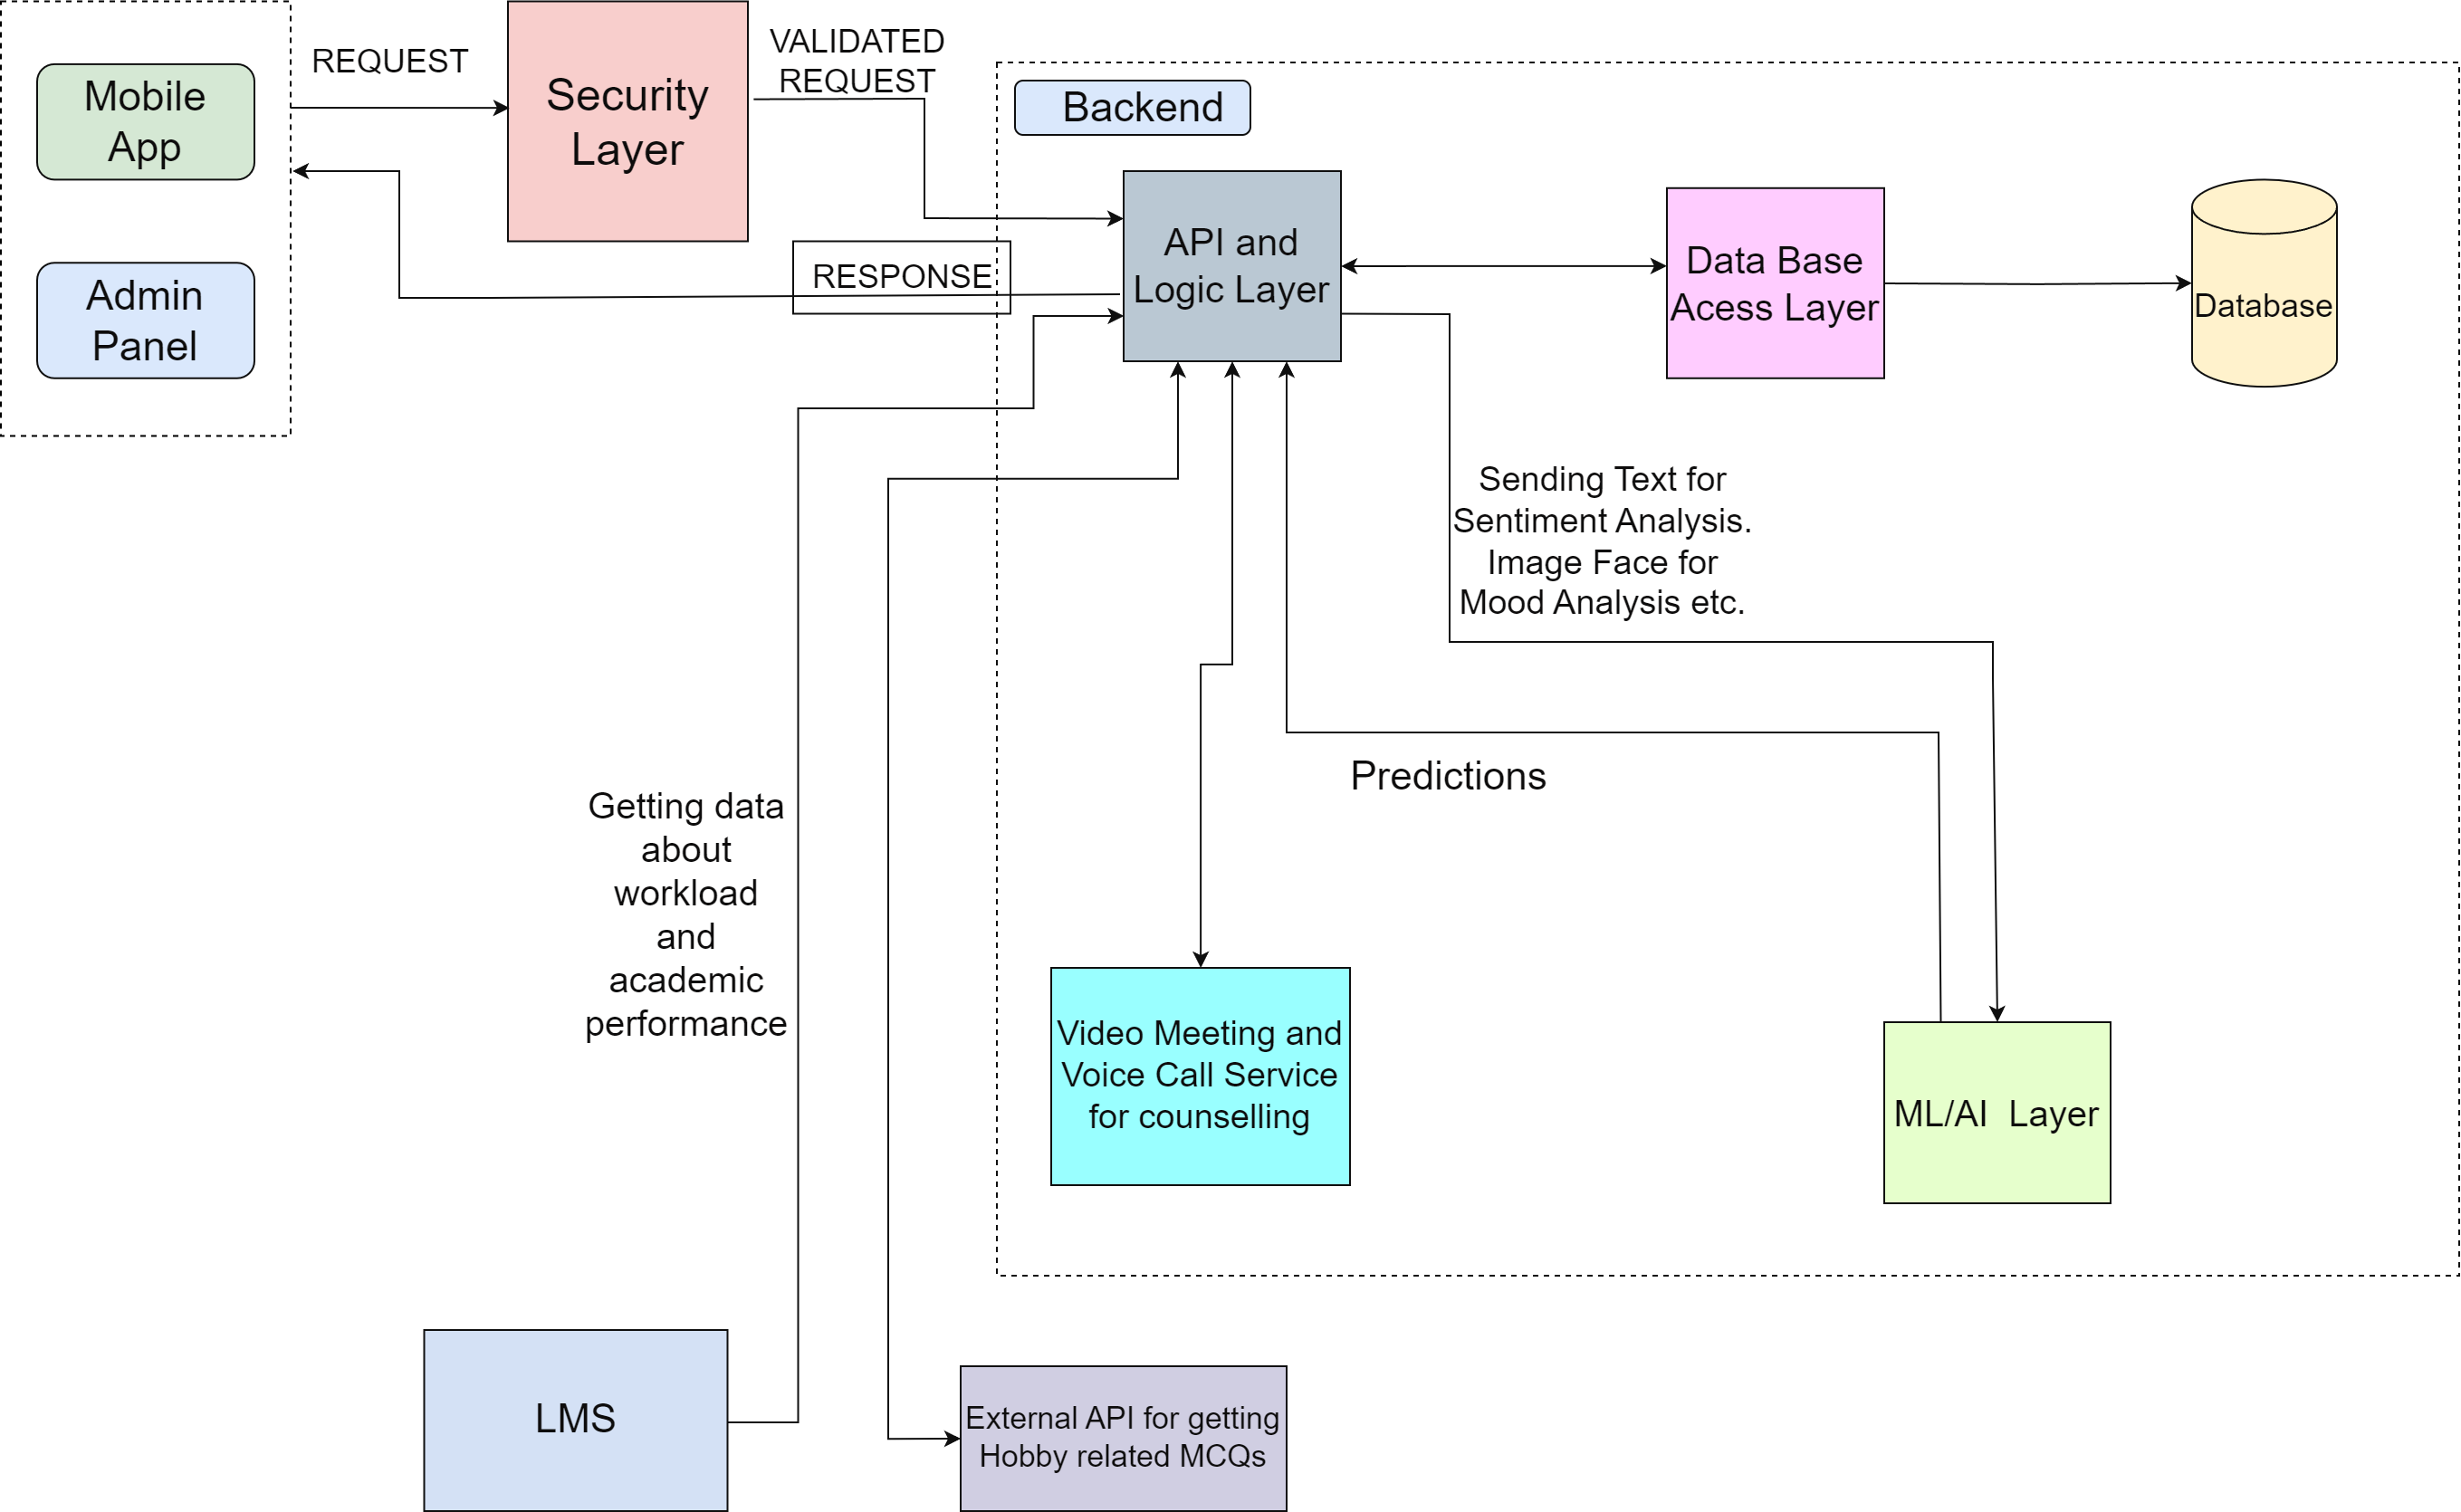 Mobile
App
Admin
Panel
REQUEST
Security
Layer
VALIDATED
REQUEST
RESPONSE
Backend
API and
Logic Layer
Data Base
Acess Layer
Database
Sending Text for
Sentiment Analysis.
Image Face for
Mood Analysis etc.
Predictions
Getting data
about
workload
and
academic
performance
Video Meeting and
Voice Call Service
for counselling
ML/AI  Layer
LMS
External API for getting
Hobby related MCQs